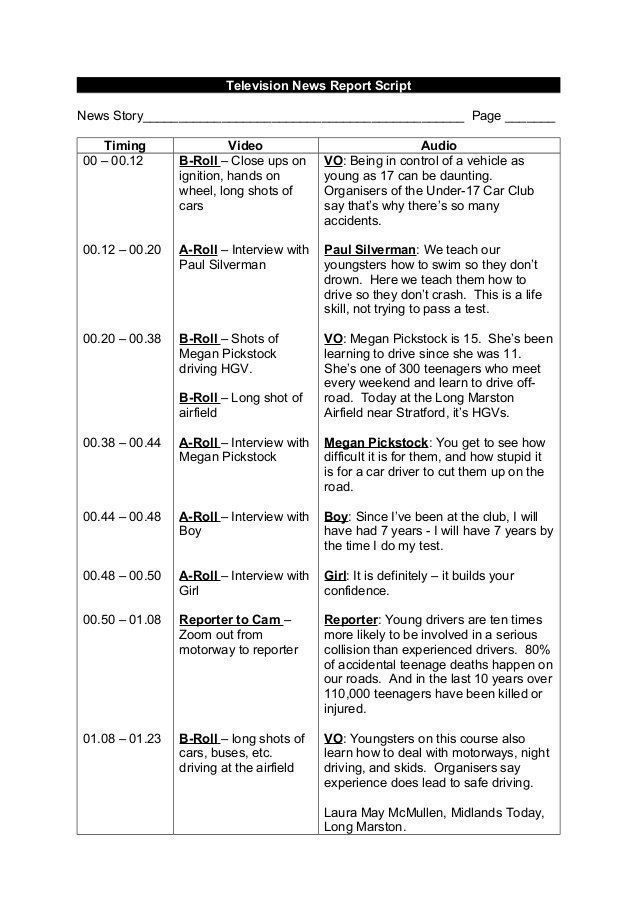 Television News Report Script
News Story_____________________________________________ Page _______
Timing Video Audio
00 – 00.12
B-Roll – Close ups on
ignition, hands on
wheel, long shots of
cars
VO: Being in control of a vehicle as
young as 17 can be daunting.
Organisers of the Under-17 Car Club
say that’s why there’s so many
accidents.
00.12 – 00.20
A-Roll – Interview with
Paul Silverman
Paul Silverman: We teach our
youngsters how to swim so they don’t
drown. Here we teach them how to
drive so they don’t crash. This is a life
skill, not trying to pass a test.
00.20 – 00.38
B-Roll – Shots of
Megan Pickstock
driving HGV.
B-Roll – Long shot of
airfield
VO: Megan Pickstock is 15. She’s been
learning to drive since she was 11.
She’s one of 300 teenagers who meet
every weekend and learn to drive off-
road. Today at the Long Marston
Airfield near Stratford, it’s HGVs.
00.38 – 00.44
A-Roll – Interview with
Megan Pickstock
Megan Pickstock: You get to see how
difficult it is for them, and how stupid it
is for a car driver to cut them up on the
road.
00.44 – 00.48
A-Roll – Interview with
Boy
Boy: Since I’ve been at the club, I will
have had 7 years - I will have 7 years by
the time I do my test.
00.48 – 00.50
A-Roll – Interview with
Girl
Girl: It is definitely – it builds your
confidence.
00.50 – 01.08
Reporter to Cam –
Zoom out from
motorway to reporter
Reporter: Young drivers are ten times
more likely to be involved in a serious
collision than experienced drivers. 80%
of accidental teenage deaths happen on
our roads. And in the last 10 years over
110,000 teenagers have been killed or
injured.
01.08 – 01.23
B-Roll – long shots of
cars, buses, etc.
driving at the airfield
VO: Youngsters on this course also
learn how to deal with motorways, night
driving, and skids. Organisers say
experience does lead to safe driving.
Laura May McMullen, Midlands Today,
Long Marston.